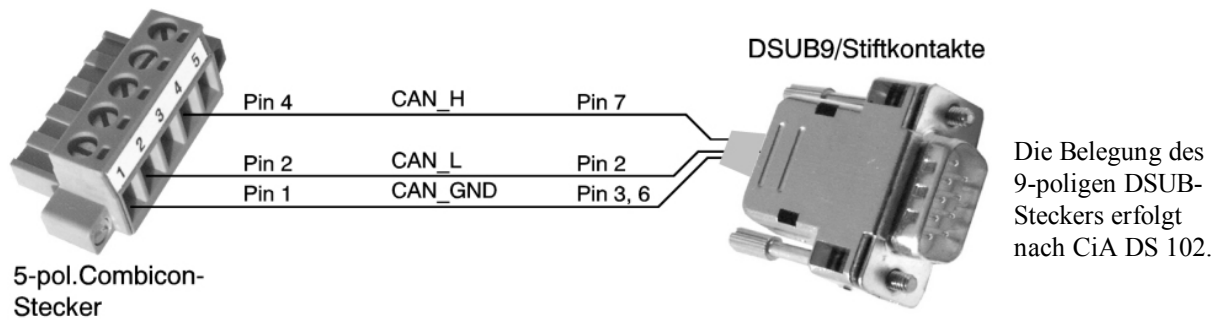 DSUB9/Stiftkontakte
1 2 3 4 5
Pin 4 CAN_H Pin 7
Pin 2 CAN_L Pin 2
Pin 1 CAN_GND Pin 3, 6
5-pol.Combicon-
Stecker
Die Belegung des
9-poligen DSUB-
Steckers erfolgt
nach CiA DS 102.